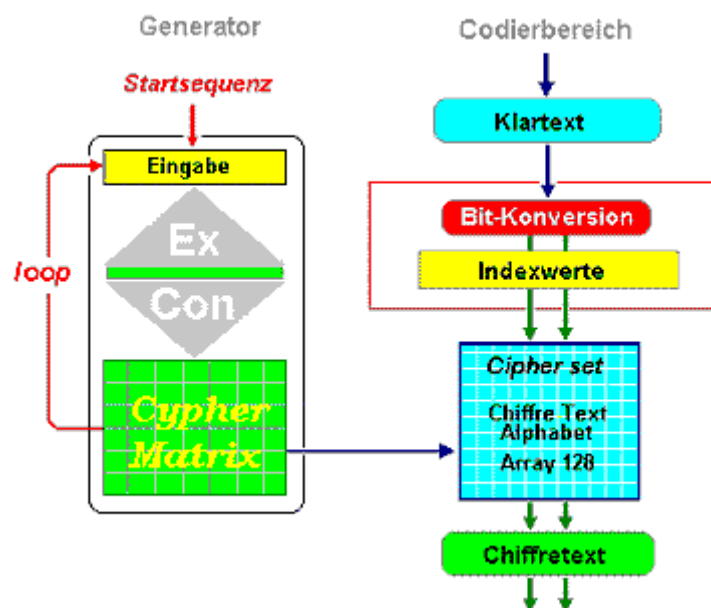 Generator
Startsequenz
Eingabe
Ex
Con
loop
Cypher
Matrix
Codierbereich
Klartext
Bit-Konversion
Indexwerte
Cipher set
Chiffre Text
Alphabet
Array 128
Chiffretext